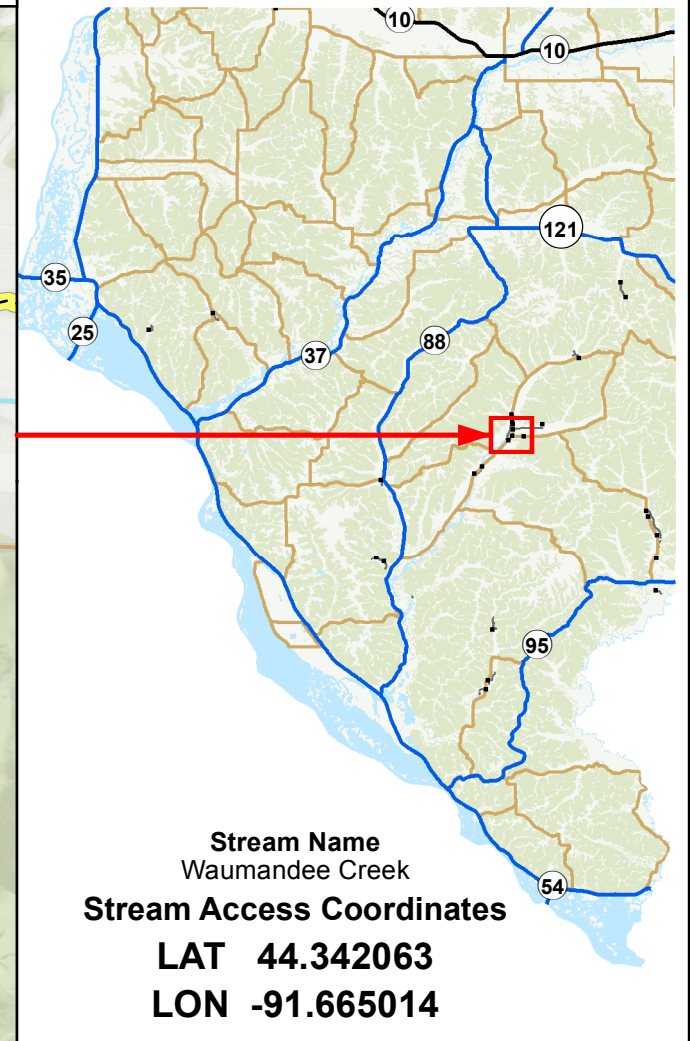 10
10
121
35
25
88
37
95
54
Stream Name
Waumandee Creek
Stream Access Coordinates
LAT 44.342063
LON -91.665014